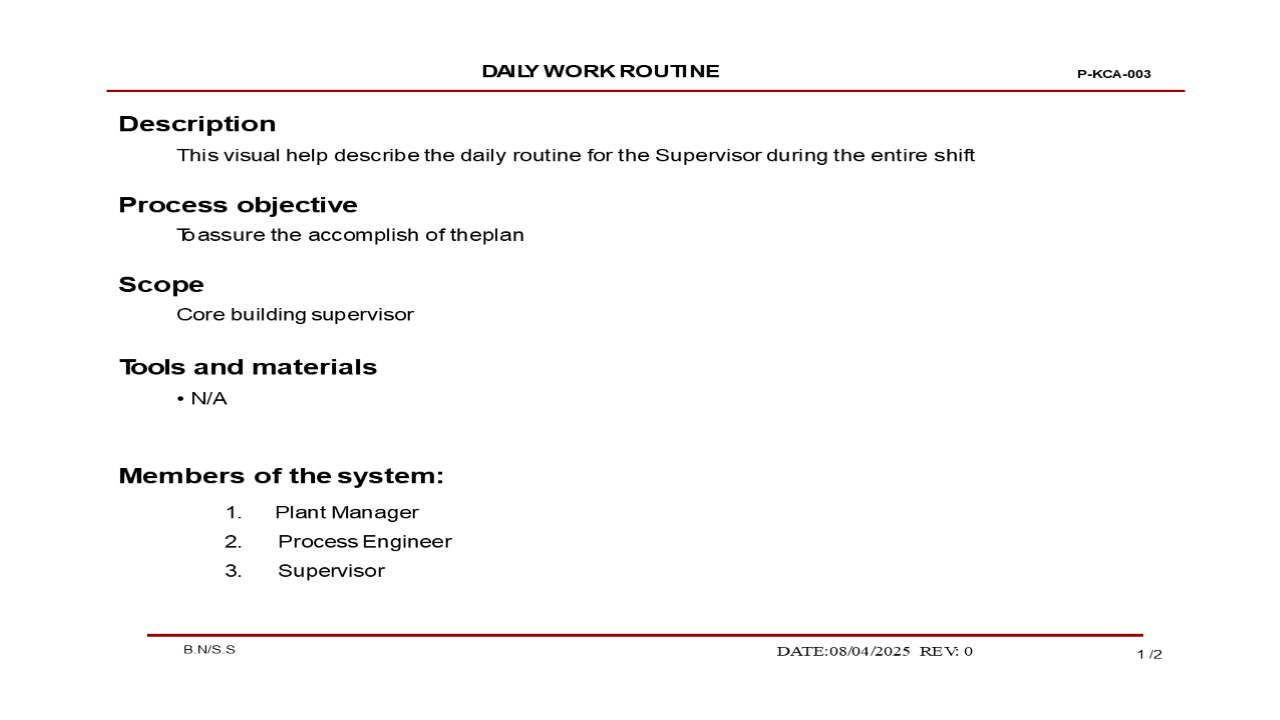 DAILY WORK ROUTINE
P-KCA-003
Description
This visual help describe the daily routine for the Supervisor during the entire shift
Process objective
To assure the accomplish of theplan
Scope
Core building supervisor
Tools and materials
• N/A
Members of the system:
1. Plant Manager
2. Process Engineer
3. Supervisor
B.N/S.S
DATE:08/04/2025 REV: 0
1 /2